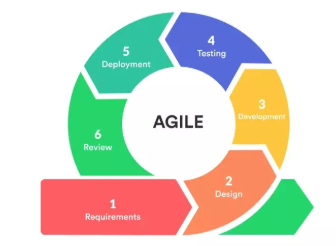 AGILE
1
Requirements
2
Design
3
Development
4
Testing
5
Deployment
6
Review